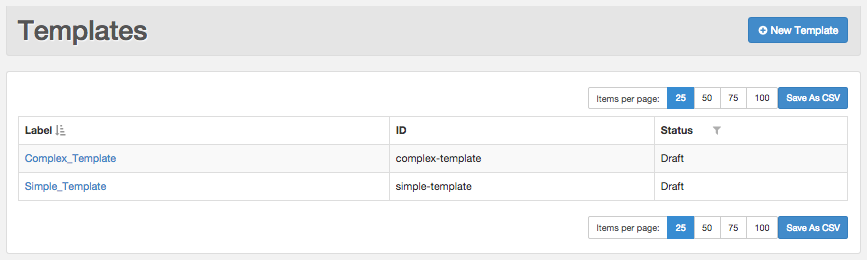 Templates
New Template
Items per page: 25 50 75 100 Save As CSV
Label ID Status
Complex_Template complex-template Draft
Simple_Template simple-template Draft
Items per page: 25 50 75 100 Save As CSV